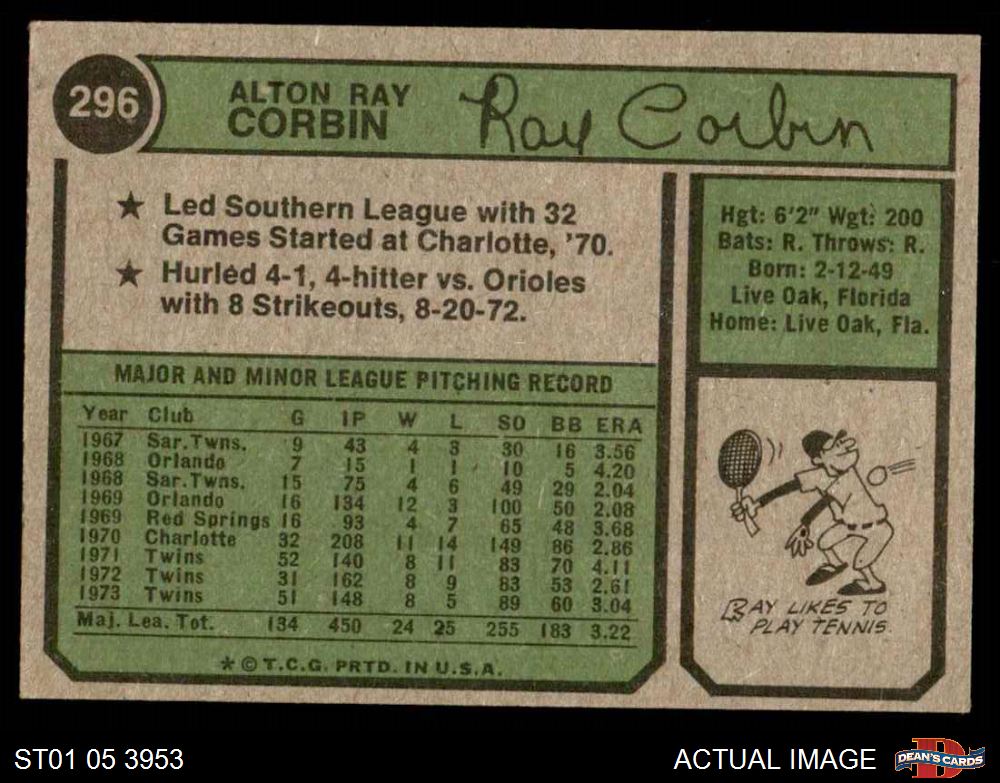 296
ALTON RAY
CORBIN
Ray Corbin
★ Led Southern League with 32
Games Started at Charlotte, '70.
★ Hurled 4-1, 4-hitter vs. Orioles
with 8 Strikeouts, 8-20-72.
Hgt: 6'2" Wgt: 200
Bats: R. Throws: R.
Born: 2-12-49
Live Oak, Florida
Home: Live Oak, Fla.
MAJOR AND MINOR LEAGUE PITCHING RECORD
Year Club G IP W L SO BB ERA
1967 Sar. Twns. 9 43 4 3 30 16 3.56
1968 Orlando 7 15 1 1 10 5 4.20
1968 Sar. Twns. 15 75 4 6 49 29 2.04
1969 Orlando 16 134 12 3 100 50 2.08
1969 Red Springs 16 93 4 7 65 48 3.68
1970 Charlotte 32 208 11 14 149 86 2.86
1971 Twins 52 140 8 11 83 70 4.11
1972 Twins 31 162 8 9 83 53 2.61
1973 Twins 51 148 8 5 89 60 3.04
Maj. Lea. Tot. 134 450 24 25 255 183 3.22
* © T.C.G. PRTD. IN U.S.A.
RAY LIKES TO
PLAY TENNIS
ST01 05 3953
ACTUAL IMAGE
D
DEAN'S CARDS